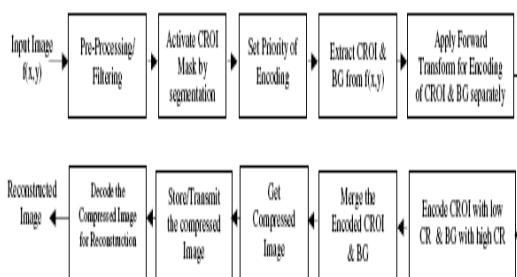 Input Image
f(x,y)
Pre-Processing/
Filtering
Activate CROI
Mask by
segmentation
Set Priority of
Encoding
Extract CROI &
BG from f(x,y)
Apply Forward
Transform for Encoding
of CROI & BG separately
Reconstructed
Image
Decode the
Compressed Image
for Reconstruction
Store/Transmit
the compressed
Image
Get
Compressed
Image
Merge the
Encoded CROI
& BG
Encode CROI with low
CR & BG with high CR